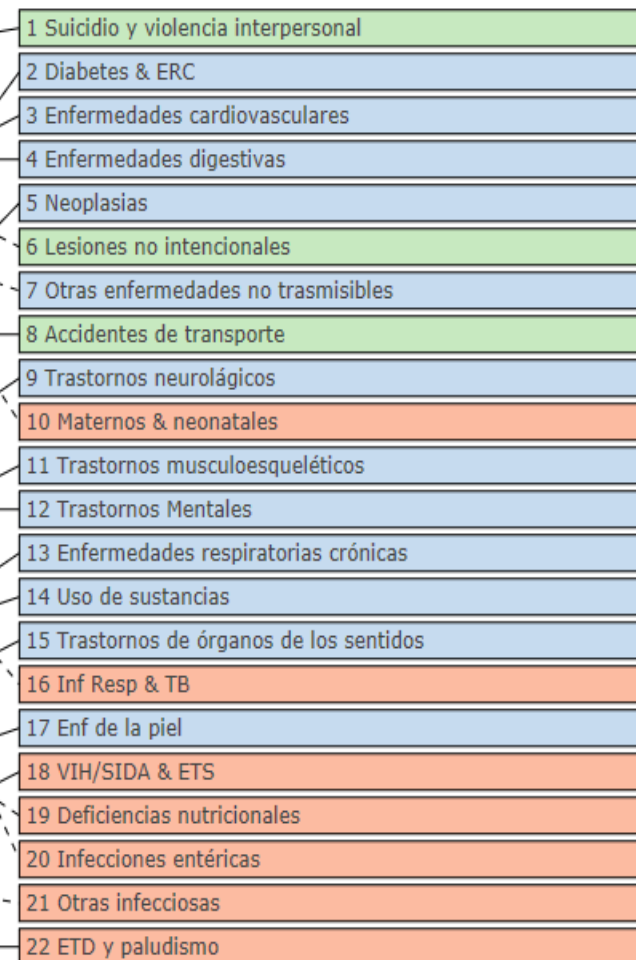 1 Suicidio y violencia interpersonal
2 Diabetes & ERC
3 Enfermedades cardiovasculares
4 Enfermedades digestivas
5 Neoplasias
6 Lesiones no intencionales
7 Otras enfermedades no trasmisibles
8 Accidentes de transporte
9 Trastornos neurolágicos
10 Maternos & neonatales
11 Trastornos musculoesqueléticos
12 Trastornos Mentales
13 Enfermedades respiratorias crónicas
14 Uso de sustancias
15 Trastornos de órganos de los sentidos
16 Inf Resp & TB
17 Enf de la piel
18 VIH/SIDA & ETS
19 Deficiencias nutricionales
20 Infecciones entéricas
21 Otras infecciosas
22 ETD y paludismo